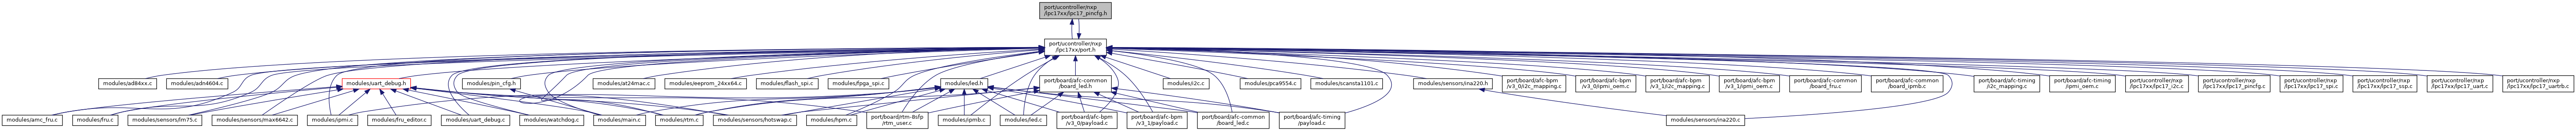 port/ucontroller/nxp
/lpc17xx/lpc17_pincfg.h
port/ucontroller/nxp
/lpc17xx/port.h
modules/ad84xx.c
modules/adn4604.c
modules/uart_debug.h
modules/pin_cfg.h
modules/at24mac.c
modules/eeprom_24xx64.c
modules/flash_spi.c
modules/fpga_spi.c
modules/led.h
port/board/afc-common
/board_led.h
modules/i2c.c
modules/pca9554.c
modules/scansta1101.c
modules/sensors/ina220.h
port/board/afc-bpm
/v3_0/i2c_mapping.c
port/board/afc-bpm
/v3_0/ipmi_oem.c
port/board/afc-bpm
/v3_1/i2c_mapping.c
port/board/afc-bpm
/v3_1/ipmi_oem.c
port/board/afc-common
/board_fru.c
port/board/afc-common
/board_ipmb.c
port/board/afc-timing
/i2c_mapping.c
port/board/afc-timing
/ipmi_oem.c
port/ucontroller/nxp
/lpc17xx/lpc17_i2c.c
port/ucontroller/nxp
/lpc17xx/lpc17_pincfg.c
port/ucontroller/nxp
/lpc17xx/lpc17_spi.c
port/ucontroller/nxp
/lpc17xx/lpc17_ssp.c
port/ucontroller/nxp
/lpc17xx/lpc17_uart.c
port/ucontroller/nxp
/lpc17xx/lpc17_uartrb.c
modules/amc_fru.c
modules/fru.c
modules/sensors/lm75.c
modules/sensors/max6642.c
modules/ipmi.c
modules/fru_editor.c
modules/uart_debug.c
modules/watchdog.c
modules/main.c
modules/rtm.c
modules/sensors/hotswap.c
modules/hpm.c
port/board/rtm-8sfp
/rtm_user.c
modules/ipmb.c
modules/led.c
port/board/afc-bpm
/v3_0/payload.c
port/board/afc-bpm
/v3_1/payload.c
port/board/afc-common
/board_led.c
port/board/afc-timing
/payload.c
modules/sensors/ina220.c